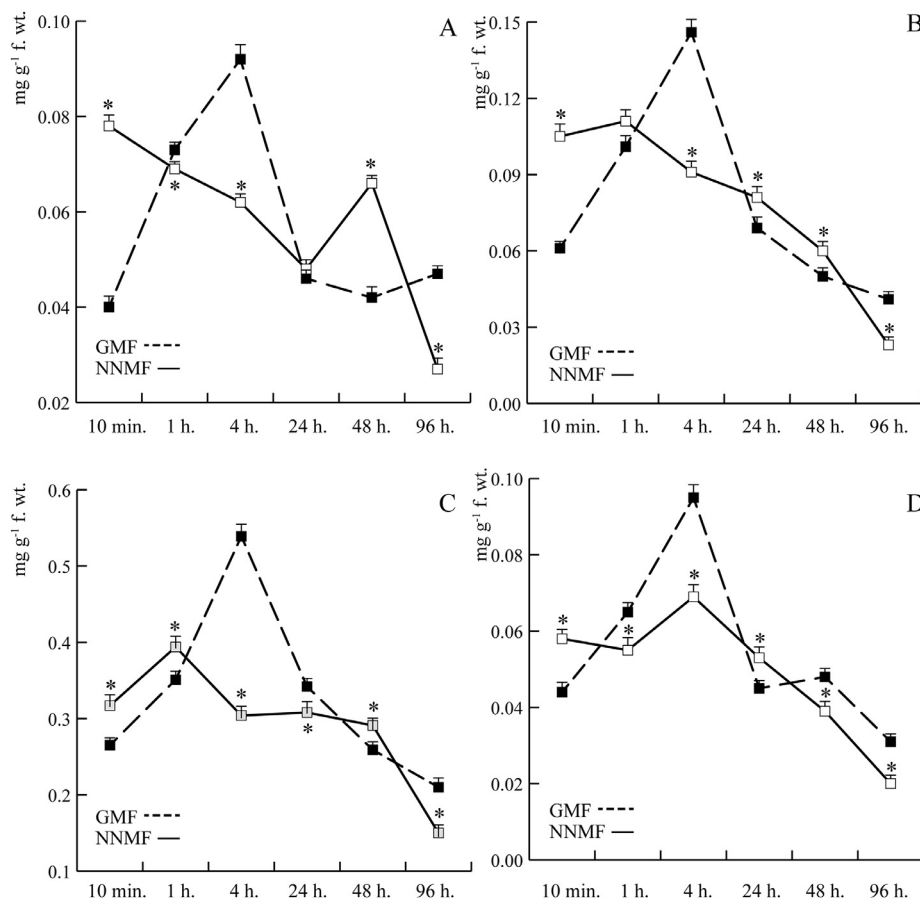 A
mg g⁻¹ f. wt.
0.10
0.08
0.06
0.04
0.02
*
*
*
*
*
GMF
NNMF
10 min. 1 h. 4 h. 24 h. 48 h. 96 h.
B
mg g⁻¹ f. wt.
0.15
0.12
0.09
0.06
0.03
0.00
*
*
*
*
*
GMF
NNMF
10 min. 1 h. 4 h. 24 h. 48 h. 96 h.
C
mg g⁻¹ f. wt.
0.6
0.5
0.4
0.3
0.2
0.1
*
*
*
*
*
*
GMF
NNMF
10 min. 1 h. 4 h. 24 h. 48 h. 96 h.
D
mg g⁻¹ f. wt.
0.10
0.08
0.06
0.04
0.02
0.00
*
*
*
*
*
*
GMF
NNMF
10 min. 1 h. 4 h. 24 h. 48 h. 96 h.